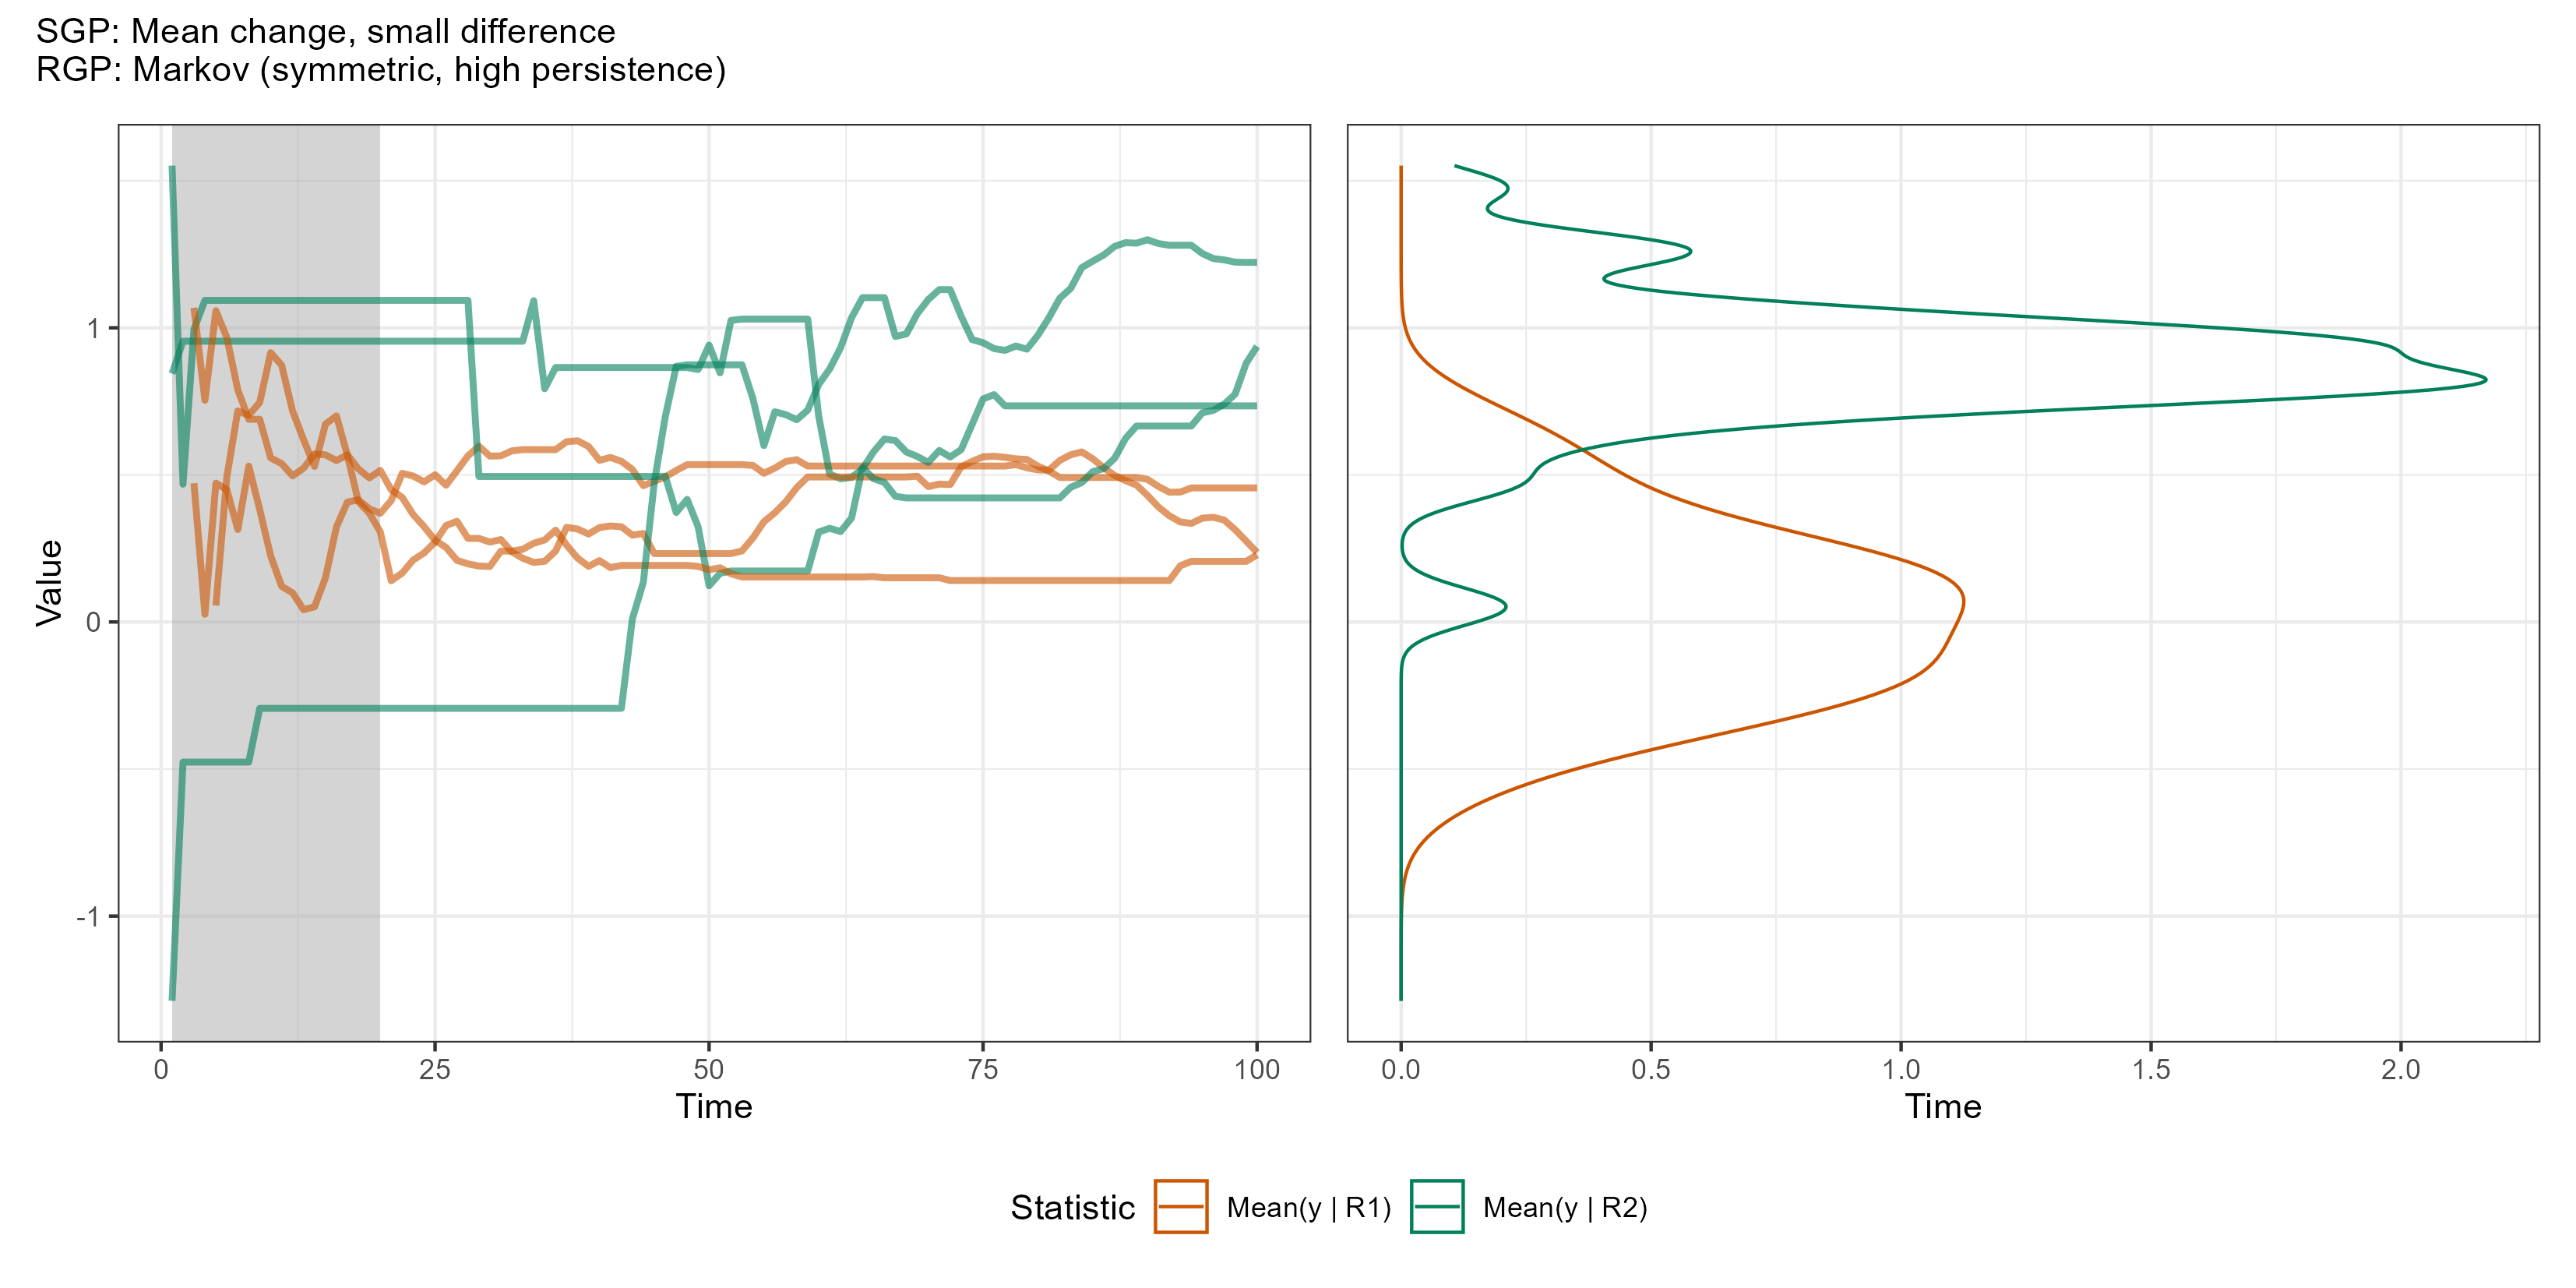 SGP: Mean change, small difference
RGP: Markov (symmetric, high persistence)
Value
1
0
-1
0 25 50 75 100
0.0 0.5 1.0 1.5 2.0
Time Time
Statistic Mean(y | R1) Mean(y | R2)